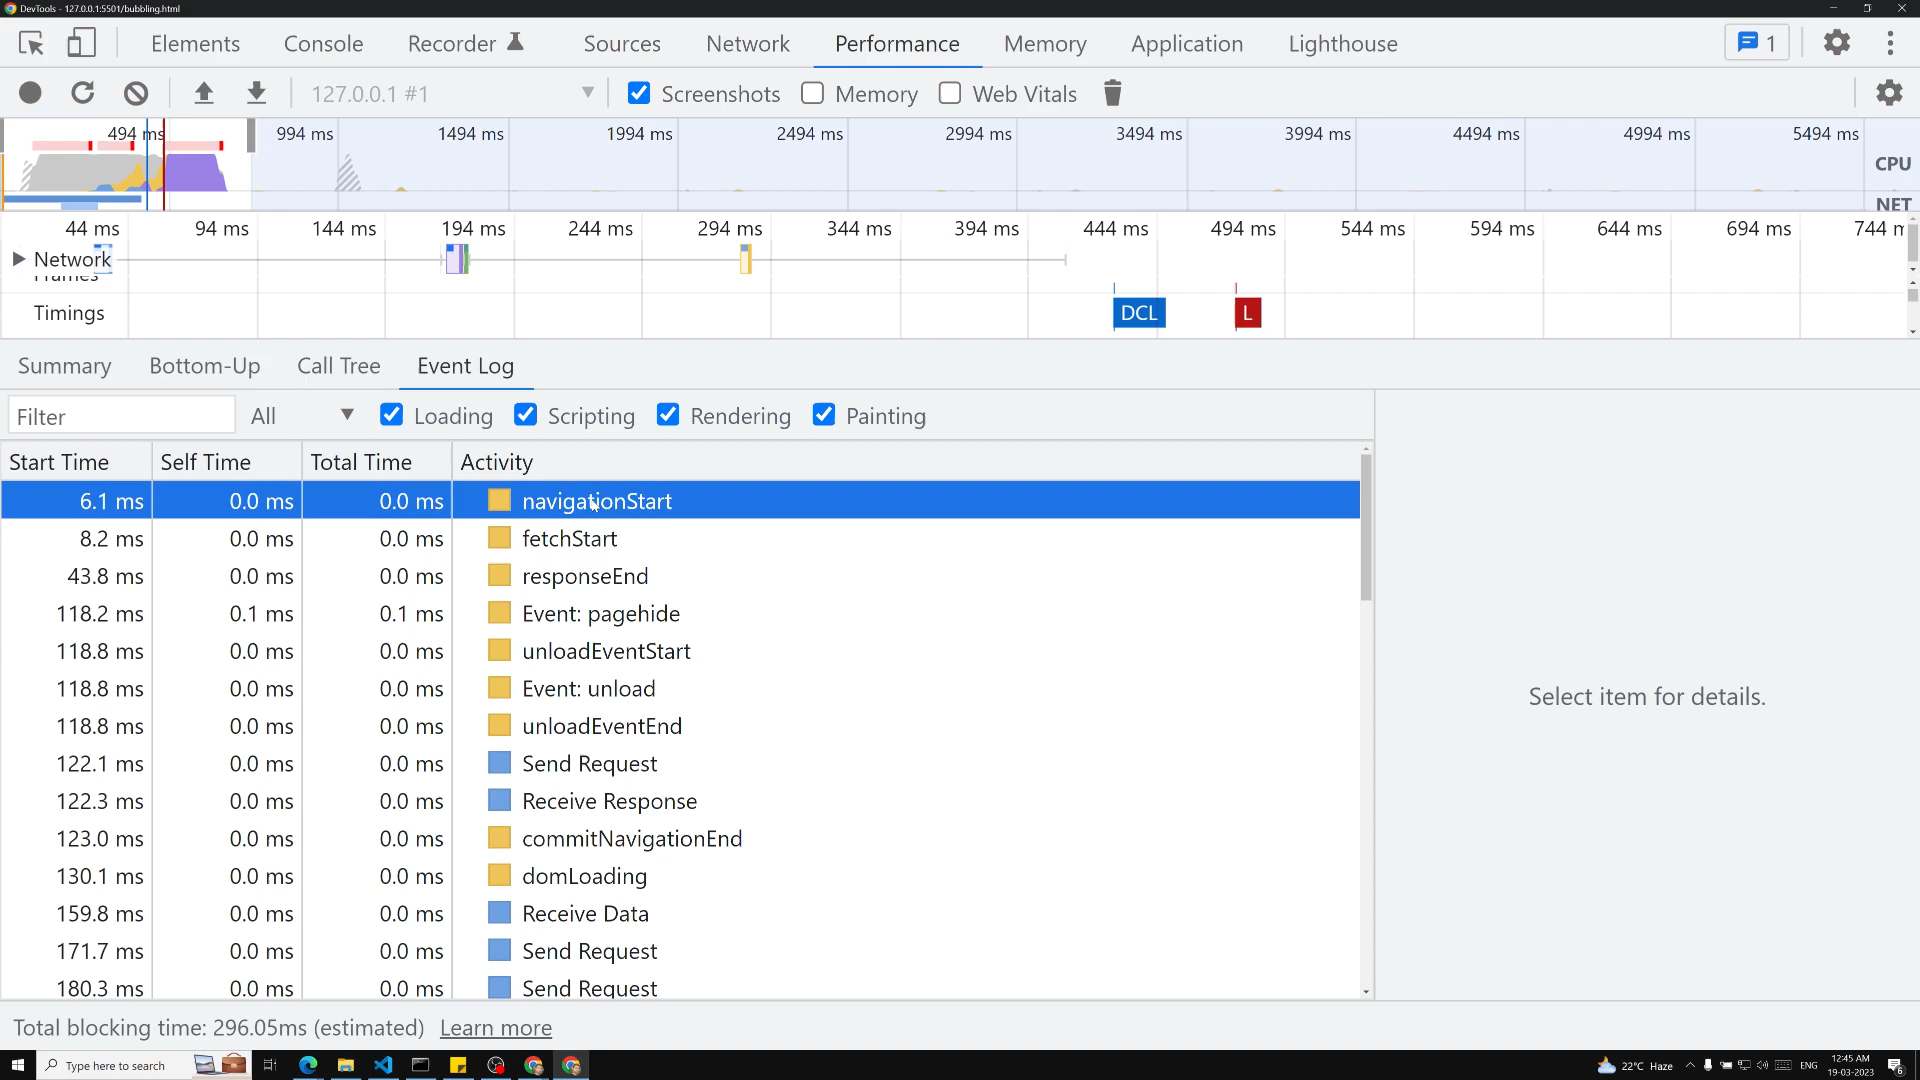 DevTools - 127.0.0.1:5501/bubbling.html
Elements Console Recorder Sources Network Performance Memory Application Lighthouse 1
127.0.0.1 #1 Screenshots Memory Web Vitals
494 ms 994 ms 1494 ms 1994 ms 2494 ms 2994 ms 3494 ms 3994 ms 4494 ms 4994 ms 5494 ms
CPU
NET
44 ms 94 ms 144 ms 194 ms 244 ms 294 ms 344 ms 394 ms 444 ms 494 ms 544 ms 594 ms 644 ms 694 ms 744 m
Network
Frames
Timings DCL L
Summary Bottom-Up Call Tree Event Log
Filter All Loading Scripting Rendering Painting
Start Time Self Time Total Time Activity
6.1 ms 0.0 ms 0.0 ms navigationStart
8.2 ms 0.0 ms 0.0 ms fetchStart
43.8 ms 0.0 ms 0.0 ms responseEnd
118.2 ms 0.1 ms 0.1 ms Event: pagehide
118.8 ms 0.0 ms 0.0 ms unloadEventStart
118.8 ms 0.0 ms 0.0 ms Event: unload
Select item for details.
118.8 ms 0.0 ms 0.0 ms unloadEventEnd
122.1 ms 0.0 ms 0.0 ms Send Request
122.3 ms 0.0 ms 0.0 ms Receive Response
123.0 ms 0.0 ms 0.0 ms commitNavigationEnd
130.1 ms 0.0 ms 0.0 ms domLoading
159.8 ms 0.0 ms 0.0 ms Receive Data
171.7 ms 0.0 ms 0.0 ms Send Request
180.3 ms 0.0 ms 0.0 ms Send Request
Total blocking time: 296.05ms (estimated) Learn more
Type here to search 22°C Haze ENG 12:45 AM
19-03-2023 6